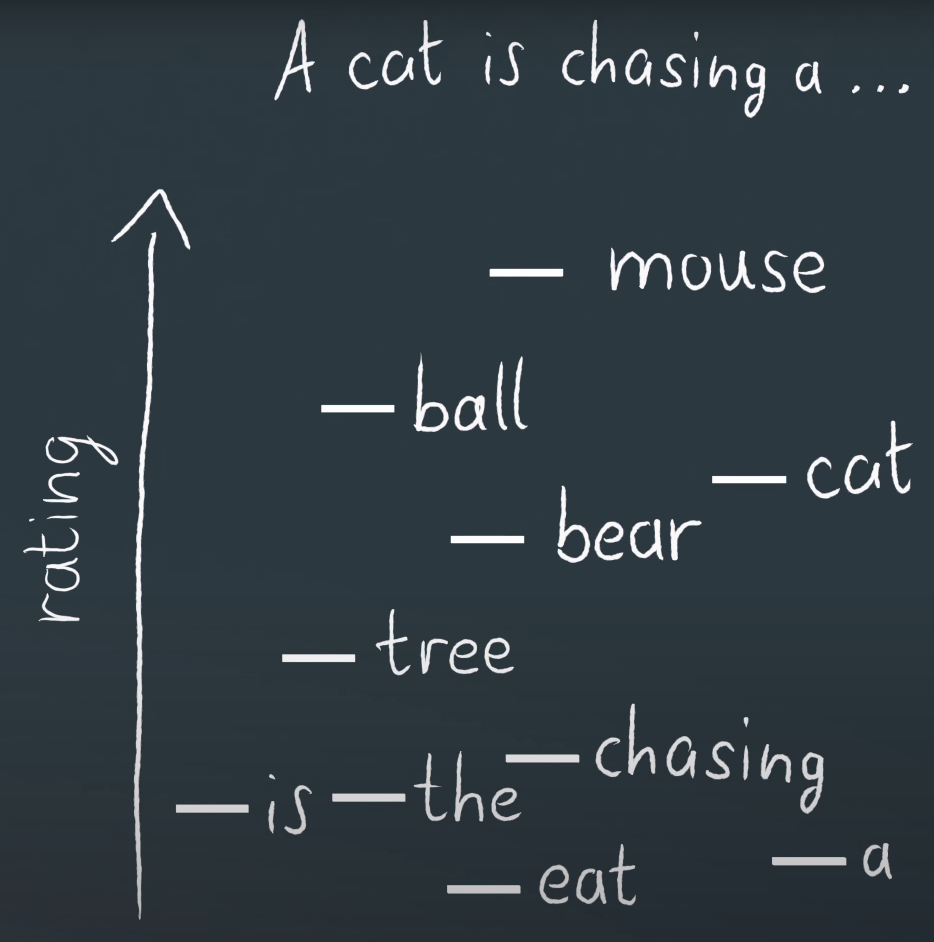 A cat is chasing a ...
mouse
ball
cat
rating
bear
tree
chasing
is
the
a
eat